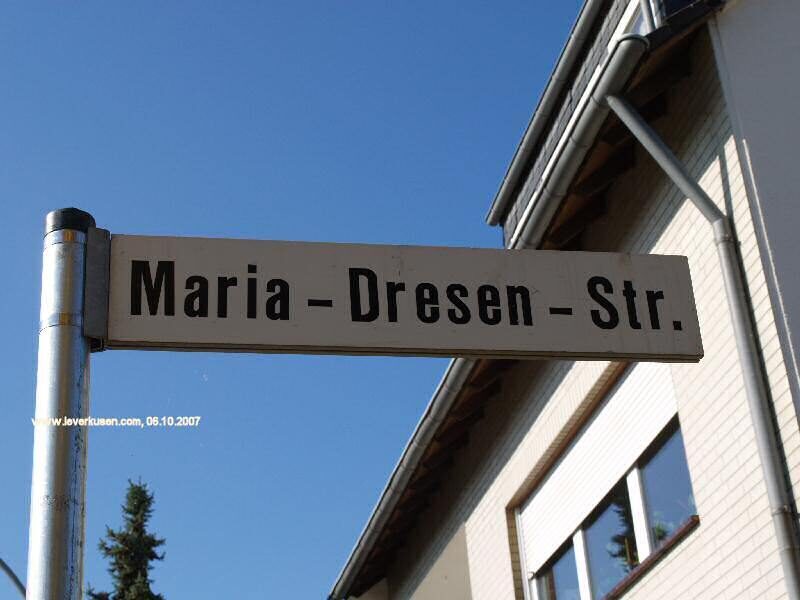 Maria – Dresen – Str.
www.leverkusen.com, 06.10.2007